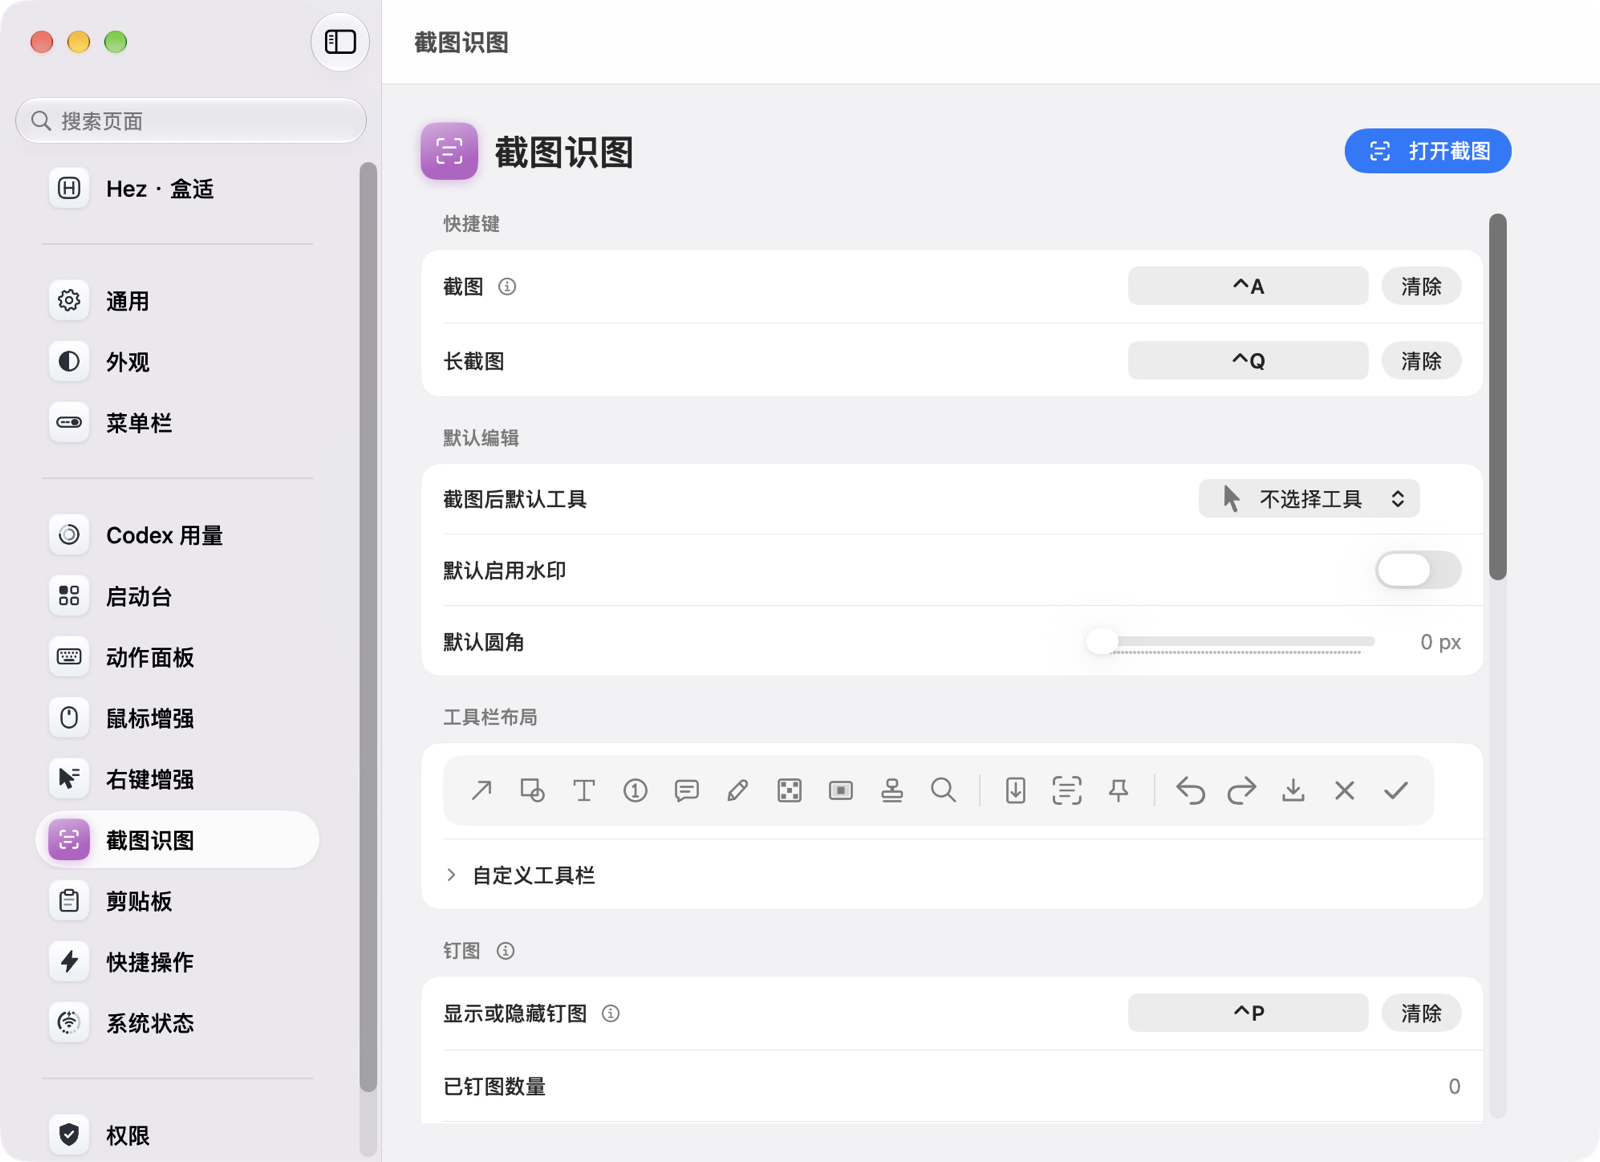 截图识图
搜索页面
Hez · 盒适
通用
外观
菜单栏
Codex 用量
启动台
动作面板
鼠标增强
右键增强
截图识图
剪贴板
快捷操作
系统状态
权限
截图识图
打开截图
快捷键
截图
^A
清除
长截图
^Q
清除
默认编辑
截图后默认工具
不选择工具
默认启用水印
默认圆角
0 px
工具栏布局
自定义工具栏
钉图
显示或隐藏钉图
^P
清除
已钉图数量
0